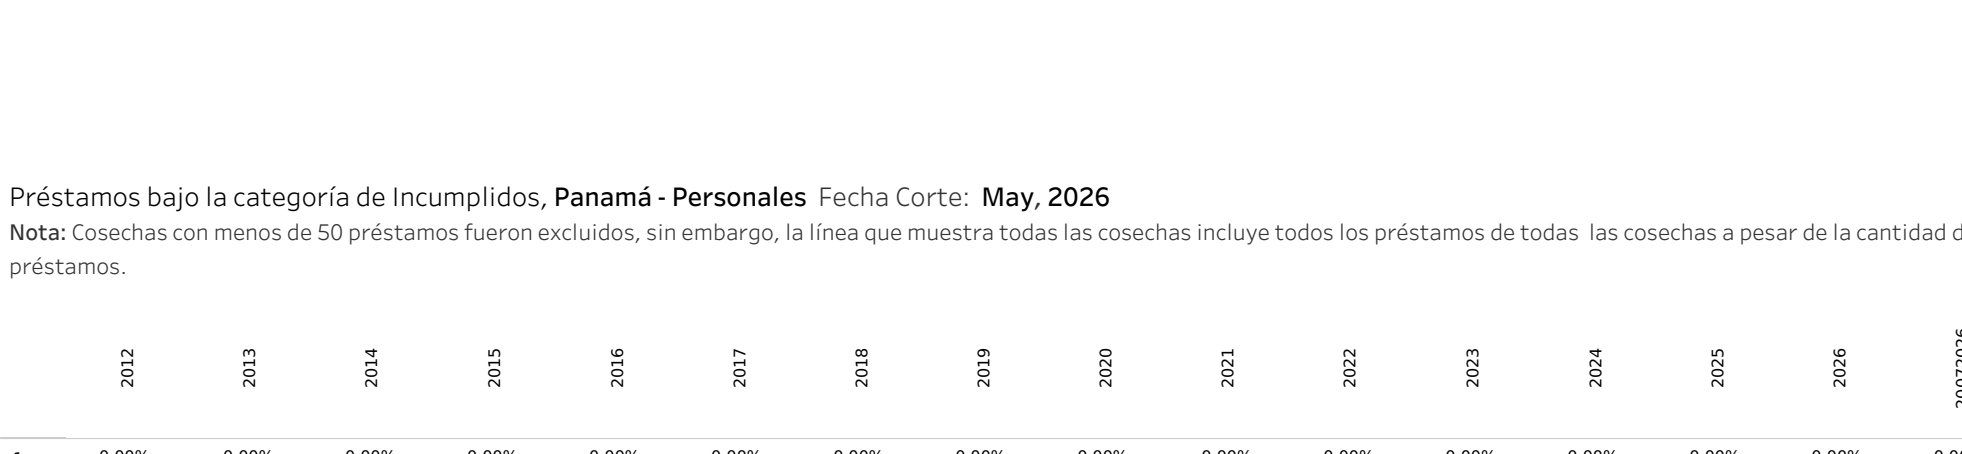 Préstamos bajo la categoría de Incumplidos, Panamá - Personales Fecha Corte: May, 2026
Nota: Cosechas con menos de 50 préstamos fueron excluidos, sin embargo, la línea que muestra todas las cosechas incluye todos los préstamos de todas las cosechas a pesar de la cantidad
préstamos.
2012 2013 2014 2015 2016 2017 2018 2019 2020 2021 2022 2023 2024 2025 2026